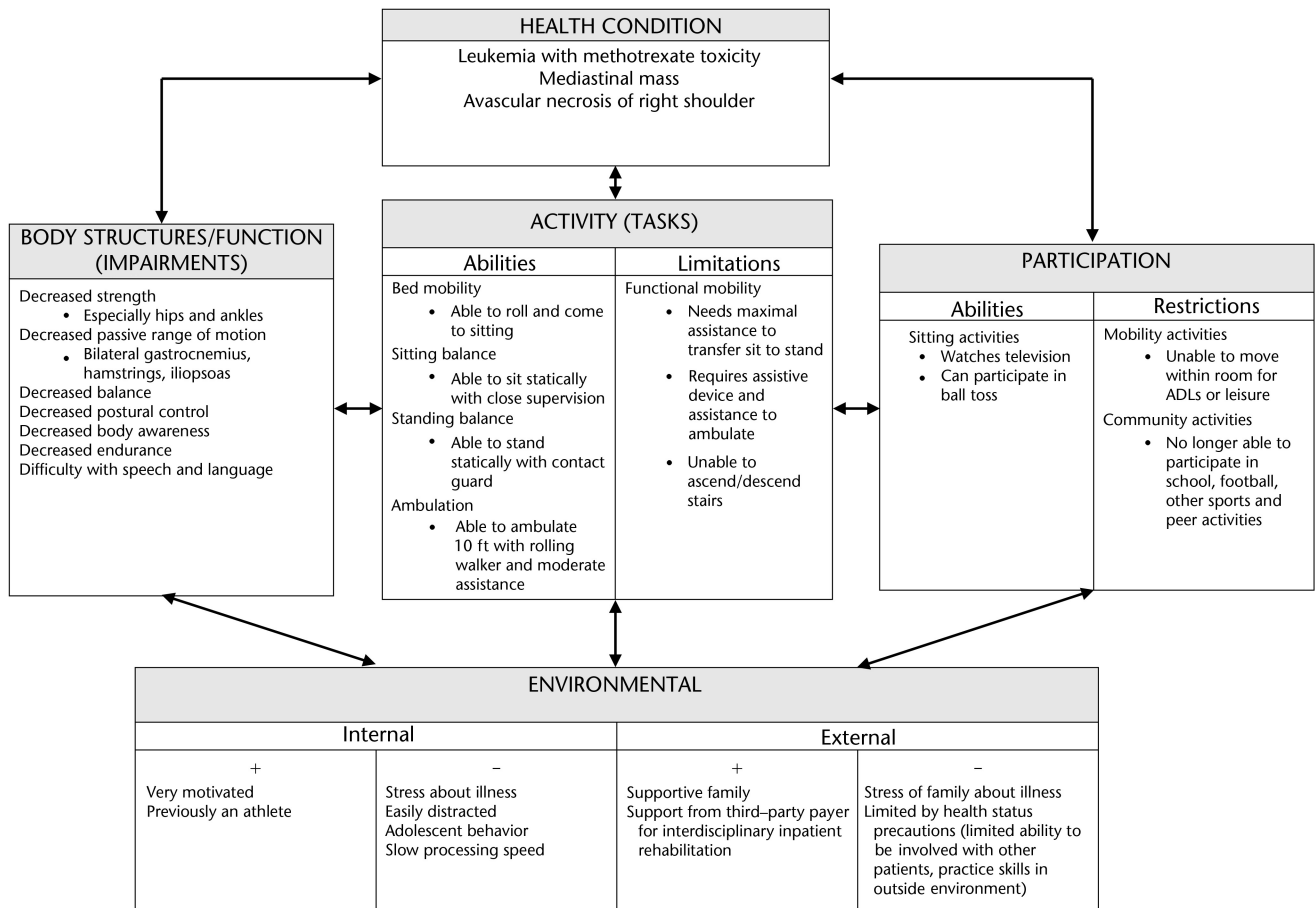 HEALTH CONDITION
Leukemia with methotrexate toxicity
Mediastinal mass
Avascular necrosis of right shoulder
BODY STRUCTURES/FUNCTION
(IMPAIRMENTS)
Decreased strength
• Especially hips and ankles
Decreased passive range of motion
• Bilateral gastrocnemius,
hamstrings, iliopsoas
Decreased balance
Decreased postural control
Decreased body awareness
Decreased endurance
Difficulty with speech and language
ACTIVITY (TASKS)
Abilities
Bed mobility
• Able to roll and come
to sitting
Sitting balance
• Able to sit statically
with close supervision
Standing balance
• Able to stand
statically with contact
guard
Ambulation
• Able to ambulate
10 ft with rolling
walker and moderate
assistance
Limitations
Functional mobility
• Needs maximal
assistance to
transfer sit to stand
• Requires assistive
device and
assistance to
ambulate
• Unable to
ascend/descend
stairs
PARTICIPATION
Abilities
Sitting activities
• Watches television
• Can participate in
ball toss
Restrictions
Mobility activities
• Unable to move
within room for
ADLs or leisure
Community activities
• No longer able to
participate in
school, football,
other sports and
peer activities
ENVIRONMENTAL
Internal
+
Very motivated
Previously an athlete
–
Stress about illness
Easily distracted
Adolescent behavior
Slow processing speed
External
+
Supportive family
Support from third–party payer
for interdisciplinary inpatient
rehabilitation
–
Stress of family about illness
Limited by health status
precautions (limited ability to
be involved with other
patients, practice skills in
outside environment)